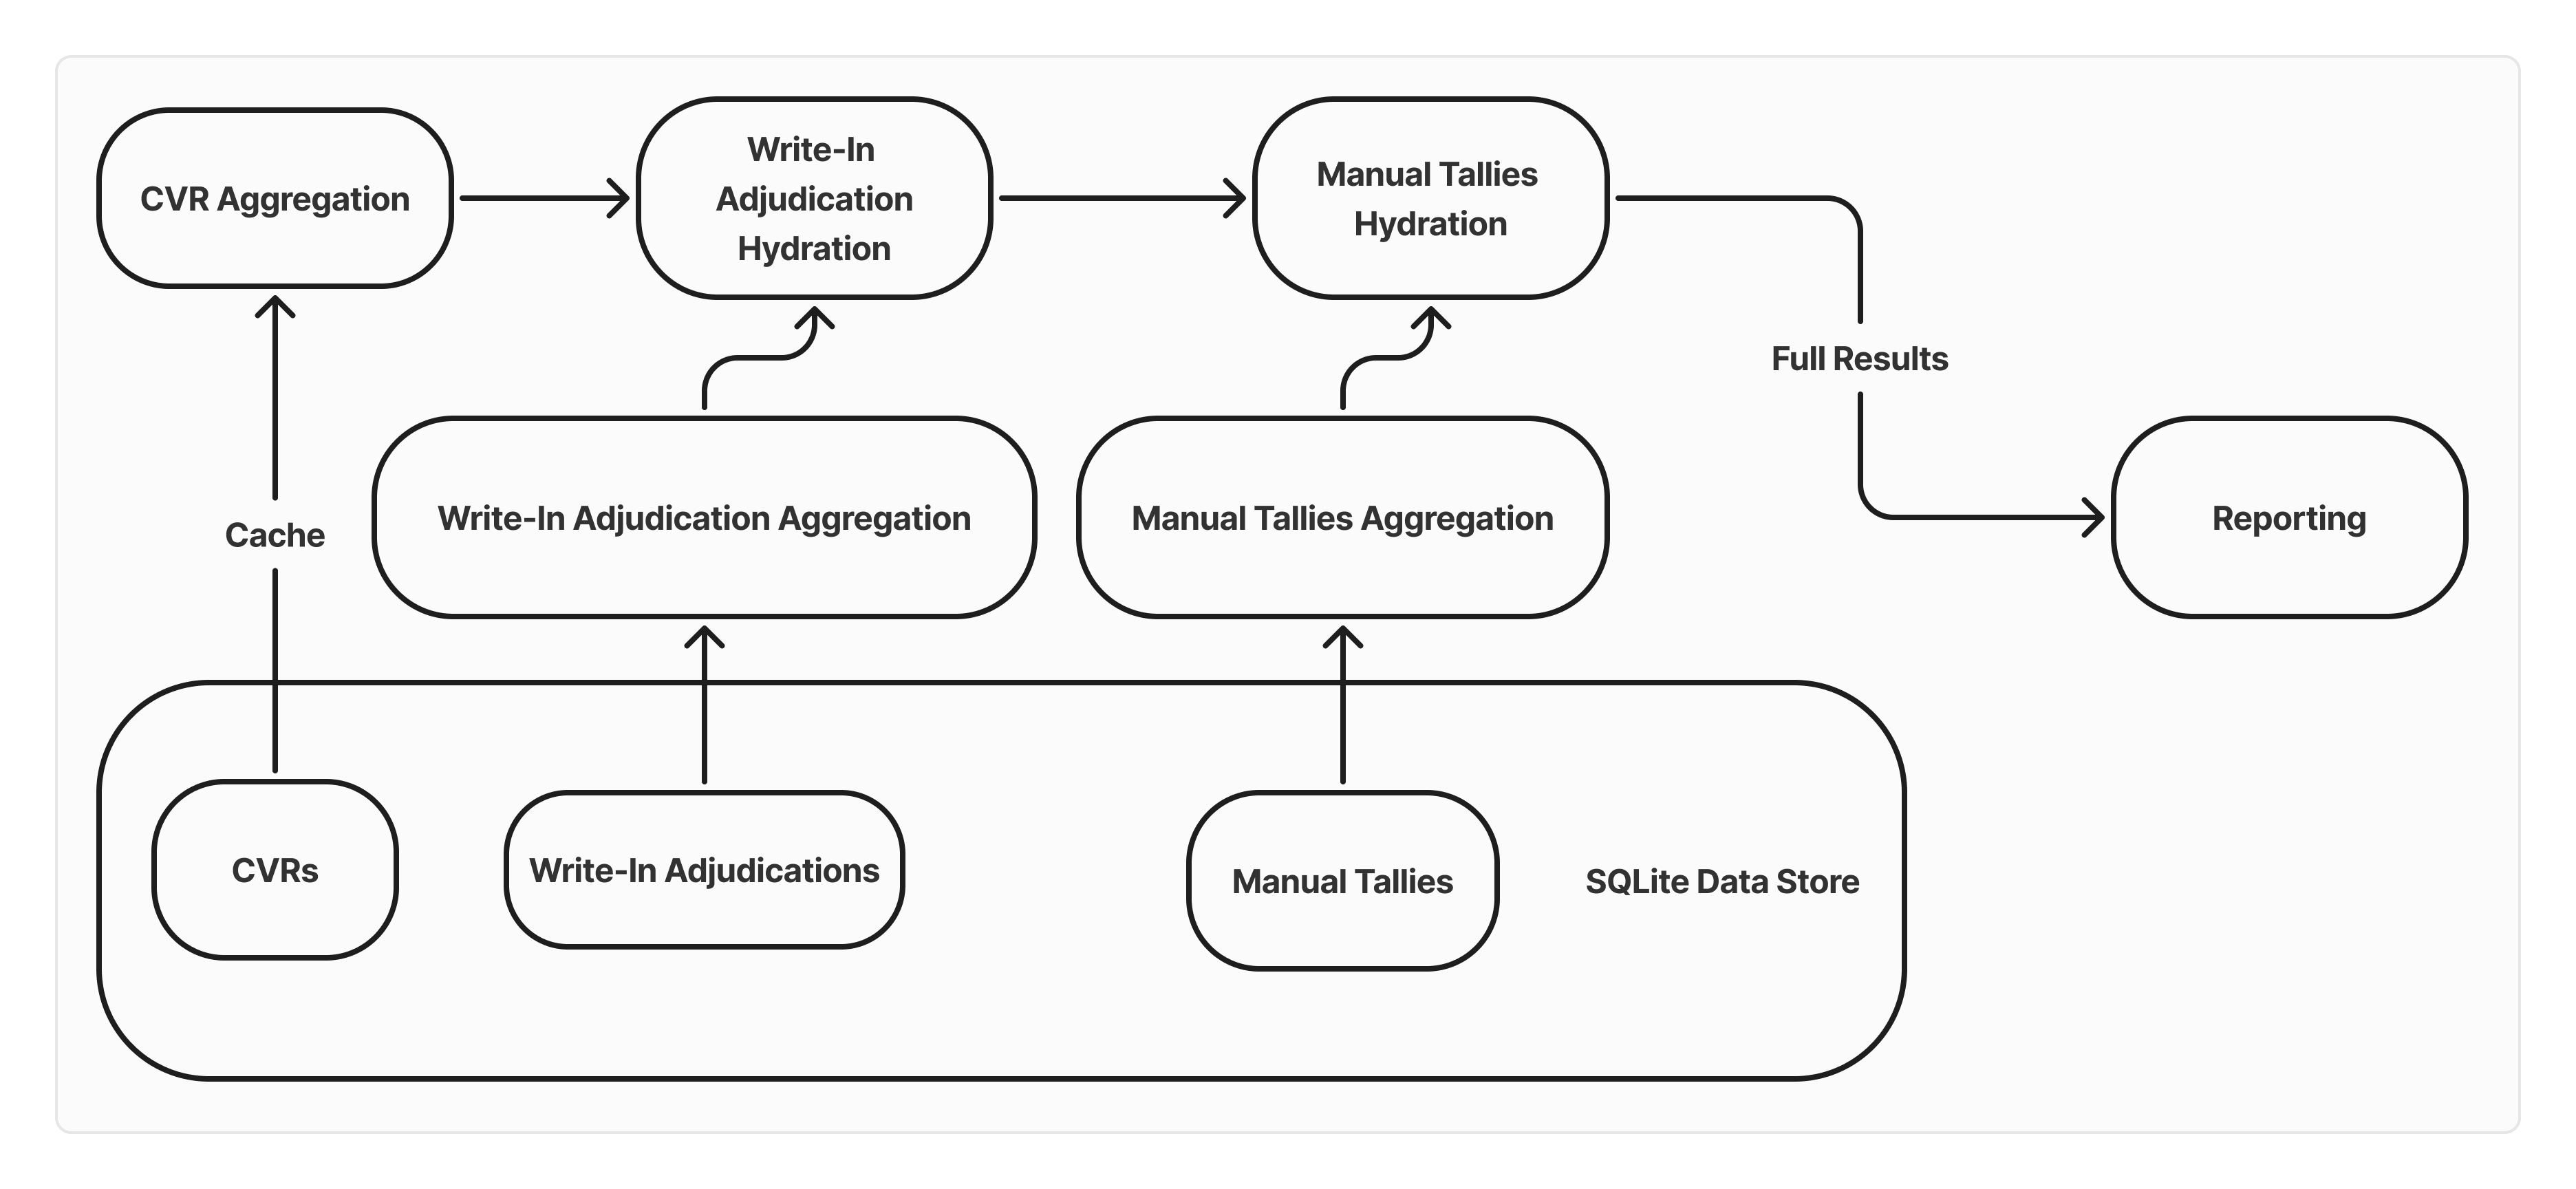 CVR Aggregation
Write-In
Adjudication
Hydration
Manual Tallies
Hydration
Full Results
Cache
Write-In Adjudication Aggregation
Manual Tallies Aggregation
Reporting
CVRs
Write-In Adjudications
Manual Tallies
SQLite Data Store